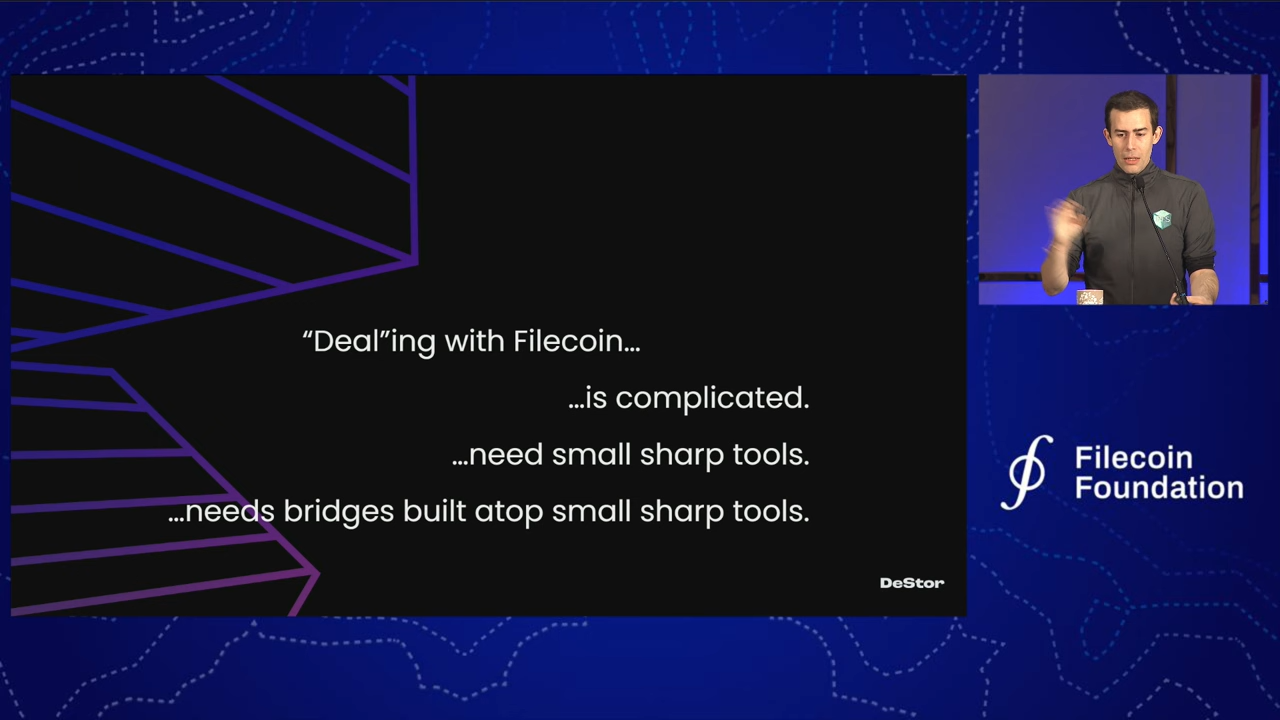 “Deal”ing with Filecoin…
…is complicated.
…need small sharp tools.
…needs bridges built atop small sharp tools.
DeStor
Filecoin
Foundation